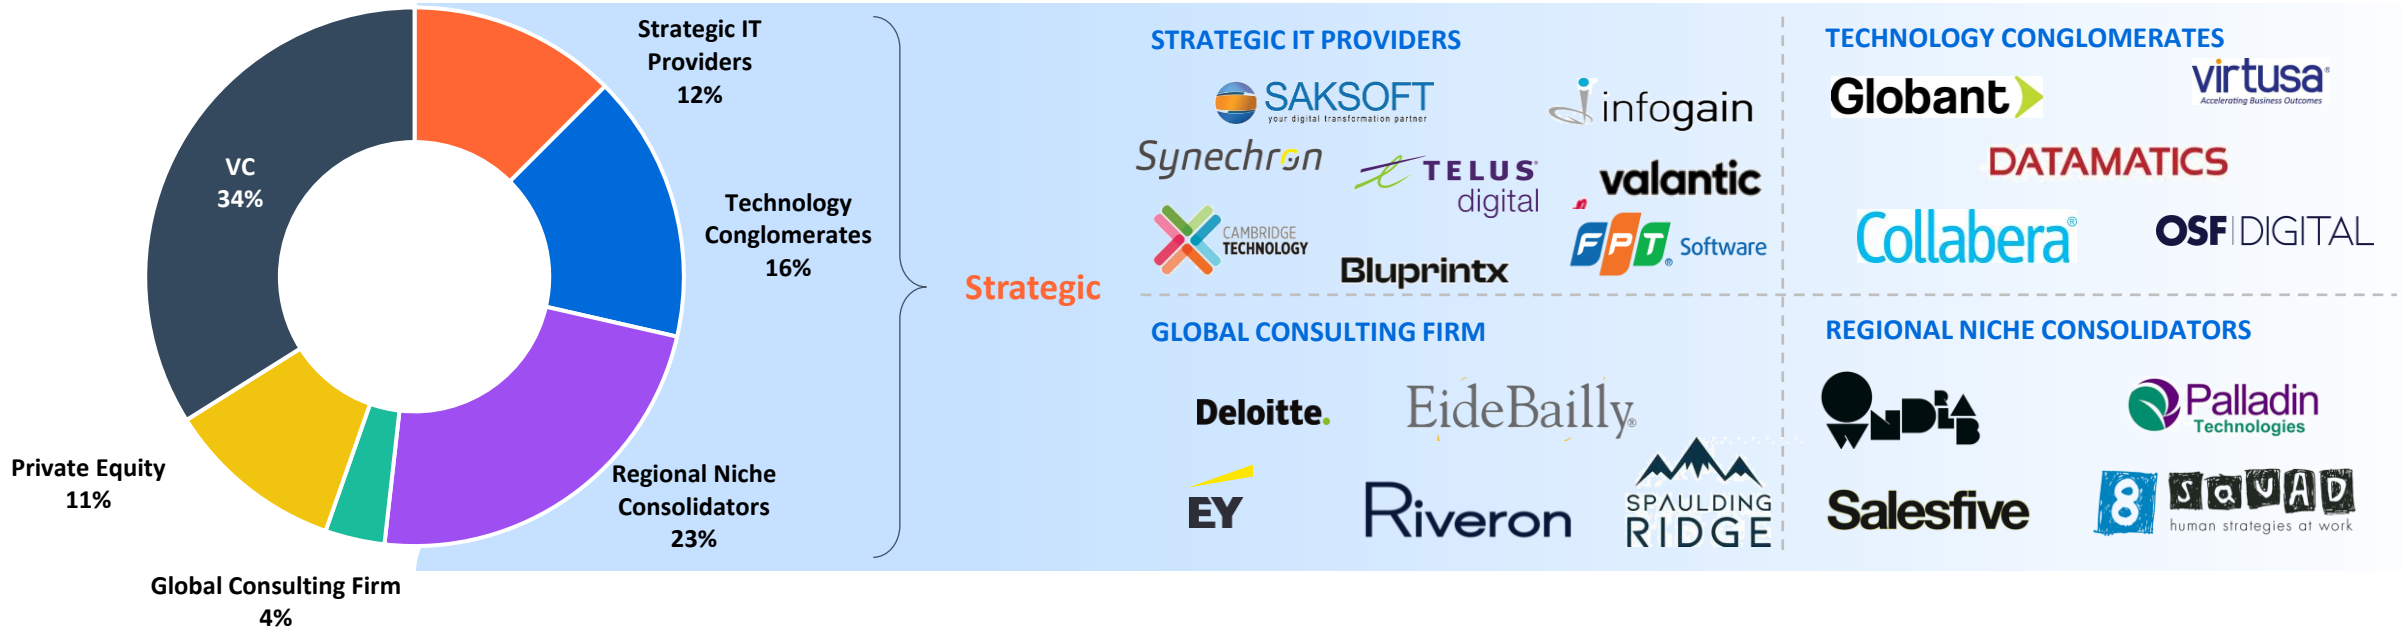 Strategic IT
Providers
12%
Technology
Conglomerates
16%
Regional Niche
Consolidators
23%
Global Consulting Firm
4%
Private Equity
11%
VC
34%
Strategic
STRATEGIC IT PROVIDERS
SAKSOFT
your digital transformation partner
infogain
Synechron
TELUS
digital
valantic
CAMBRIDGE
TECHNOLOGY
Bluprintx
FPT Software
TECHNOLOGY CONGLOMERATES
Globant
virtusa
Accelerating Business Outcomes
DATAMATICS
Collabera
OSF DIGITAL
GLOBAL CONSULTING FIRM
Deloitte.
EideBailly
EY
Riveron
SPAULDING
RIDGE
REGIONAL NICHE CONSOLIDATORS
WONDRLAB
Palladin
Technologies
Salesfive
8 SQUAD
human strategies at work